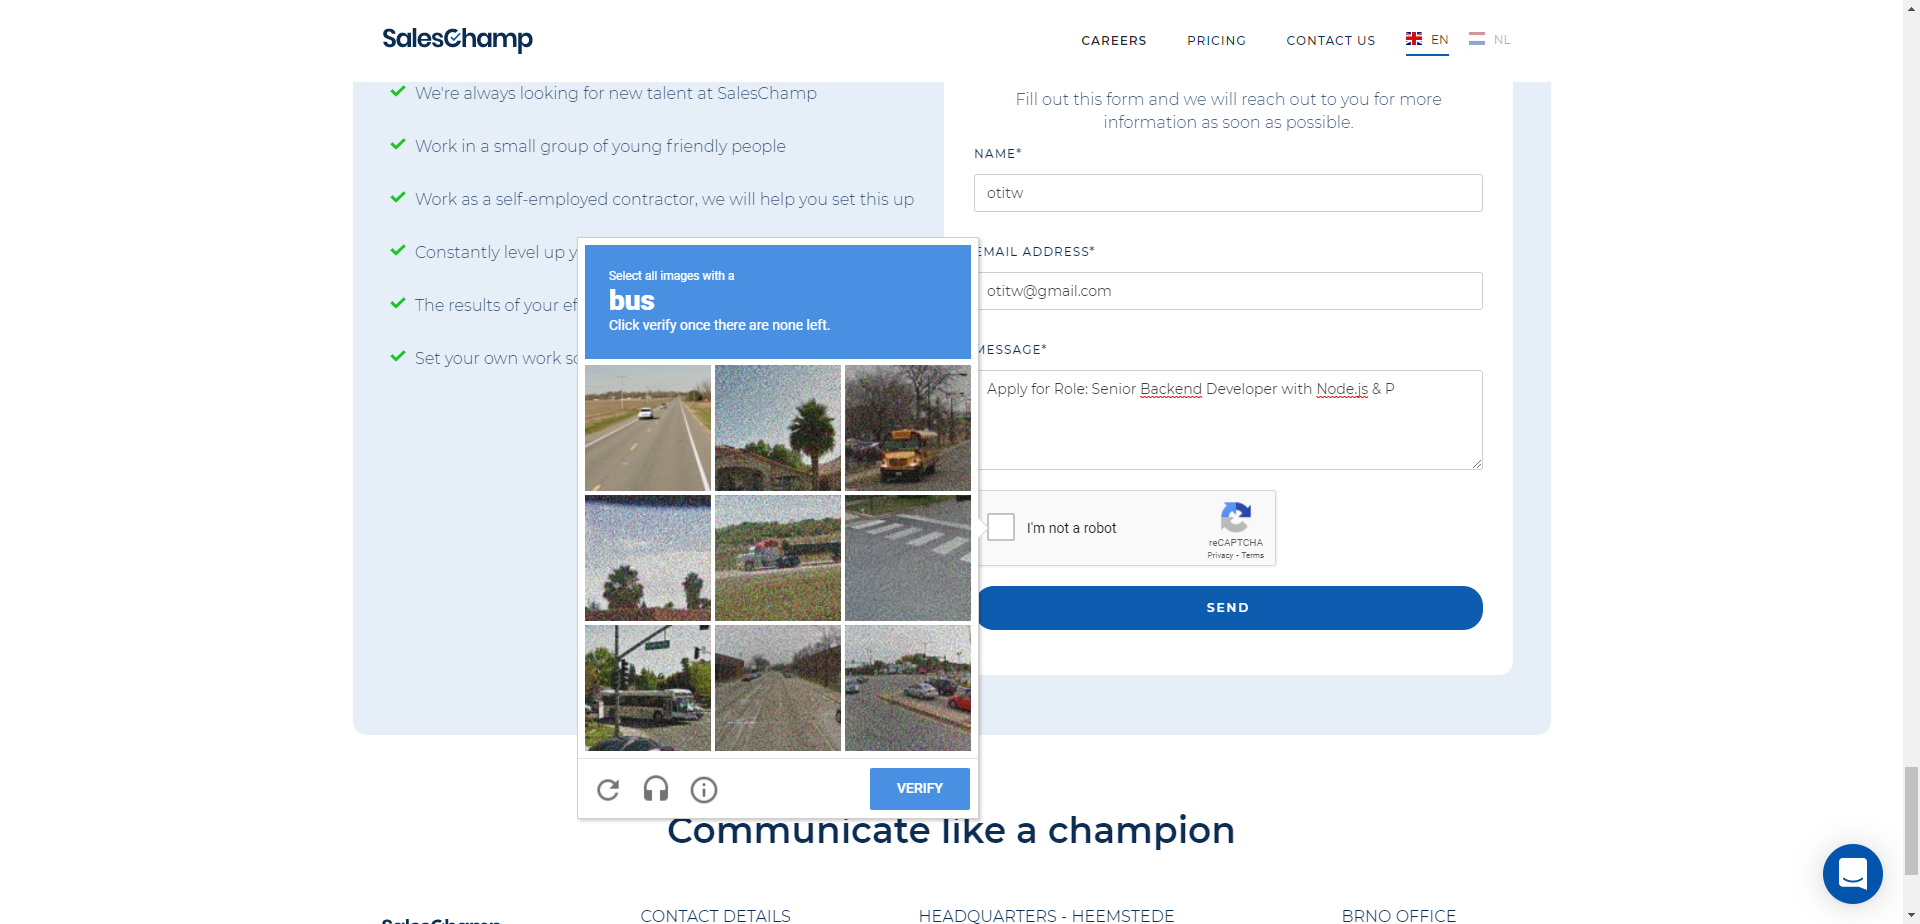 SalesChamp
CAREERS
PRICING
CONTACT US
EN
NL
We're always looking for new talent at SalesChamp
Work in a small group of young friendly people
Work as a self-employed contractor, we will help you set this up
Constantly level up y
The results of your ef
Set your own work sc
Fill out this form and we will reach out to you for more
information as soon as possible.
NAME*
otitw
EMAIL ADDRESS*
otitw@gmail.com
MESSAGE*
Apply for Role: Senior Backend Developer with Node.js & P
Select all images with a
bus
Click verify once there are none left.
VERIFY
I'm not a robot
reCAPTCHA
Privacy - Terms
SEND
Communicate like a champion
SalesChamp
CONTACT DETAILS
HEADQUARTERS - HEEMSTEDE
BRNO OFFICE